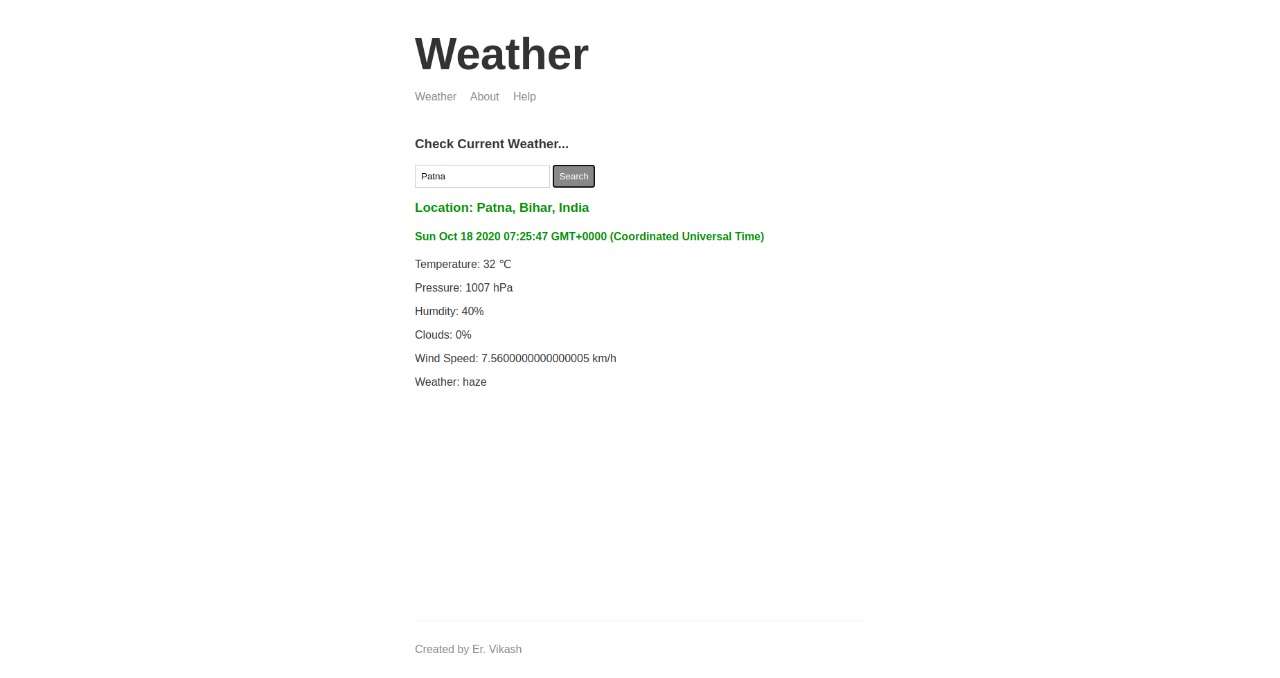 Weather
Weather About Help
Check Current Weather...
Patna Search
Location: Patna, Bihar, India
Sun Oct 18 2020 07:25:47 GMT+0000 (Coordinated Universal Time)
Temperature: 32 ℃
Pressure: 1007 hPa
Humdity: 40%
Clouds: 0%
Wind Speed: 7.5600000000000005 km/h
Weather: haze
Created by Er. Vikash